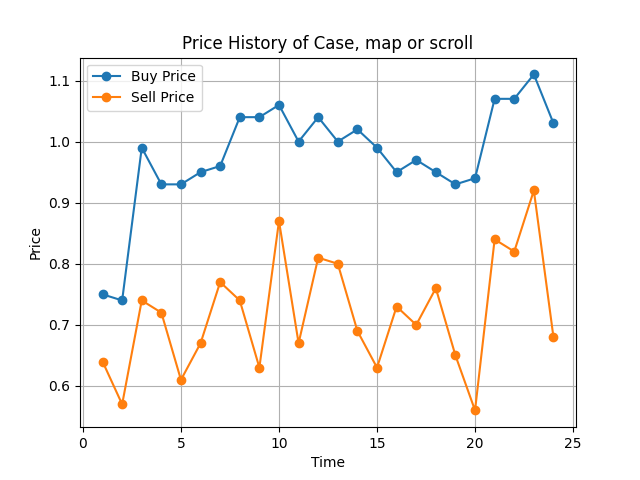 Price History of Case, map or scroll
Buy Price
Sell Price
1.1
1.0
0.9
0.8
0.7
0.6
Price
0 5 10 15 20 25
Time